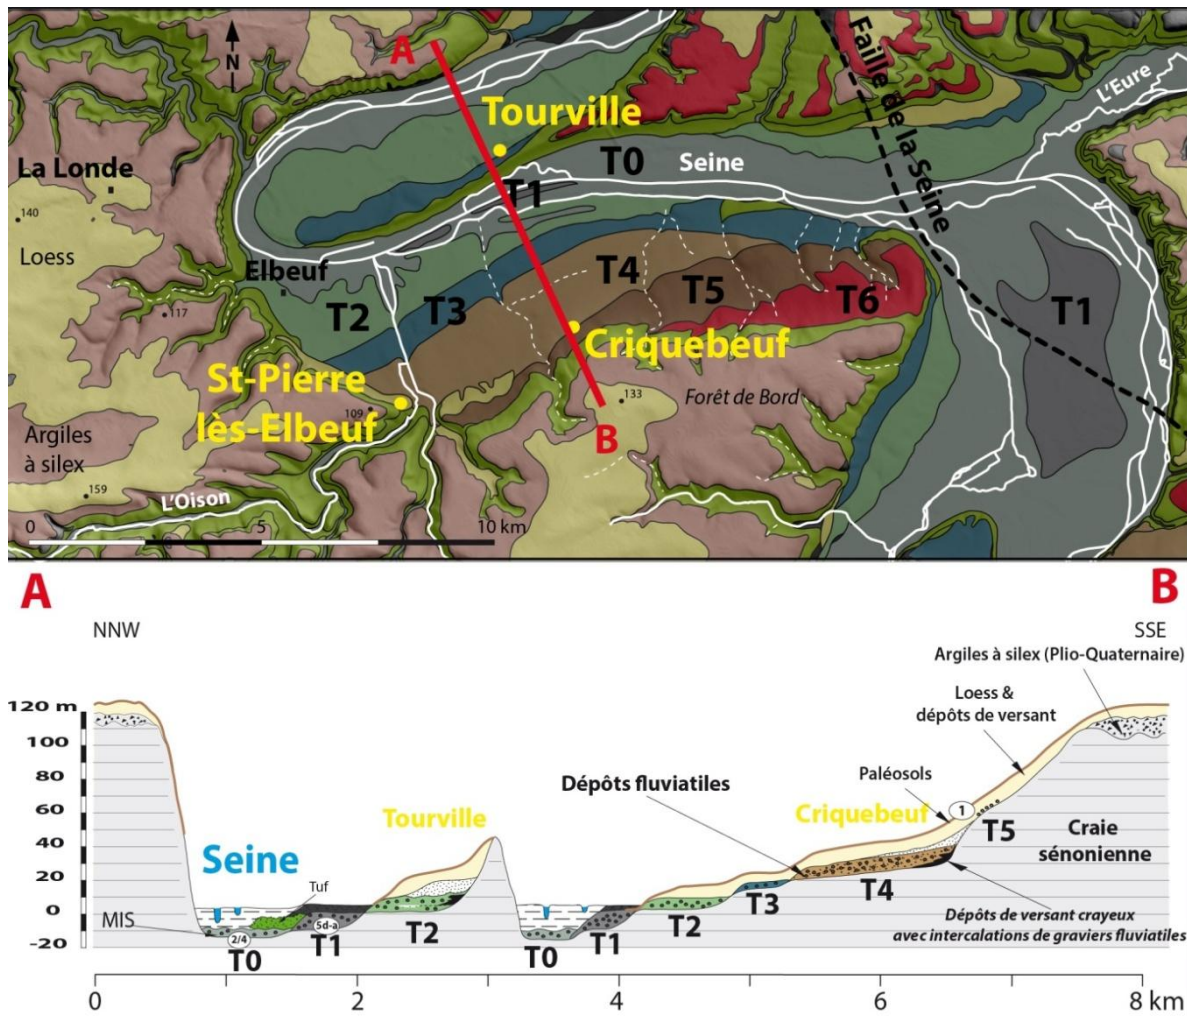 A
N
Tourville
La Londe
140
Loess
T1
T0
Seine
Faille de la Seine
L'Eure
Elbeuf
117
T2
T3
T4
T5
T6
T1
St-Pierre
lès-Elbeuf
109
Criquebeuf
133
Forêt de Bord
B
Argiles
à silex
159
L'Oison
0
5
10 km
A
B
NNW
SSE
Argiles à silex (Plio-Quaternaire)
Loess &
dépôts de versant
120 m
100
80
60
40
20
0
-20
Paléosols
Dépôts fluviatiles
Criquebeuf
1
T5
Tourville
Craie
sénonienne
Seine
Tuf
T4
MIS
2/4
T0
5d-a
T1
T2
T0
T1
T2
T3
Dépôts de versant crayeux
avec intercalations de graviers fluviatiles
0
2
4
6
8 km